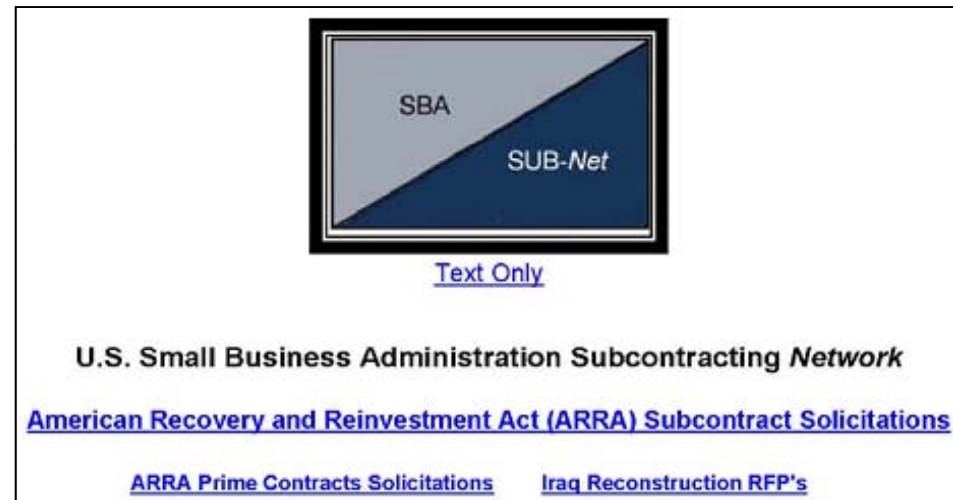 SBA
SUB-Net
Text Only
U.S. Small Business Administration Subcontracting Network
American Recovery and Reinvestment Act (ARRA) Subcontract Solicitations
ARRA Prime Contracts Solicitations Iraq Reconstruction RFP's